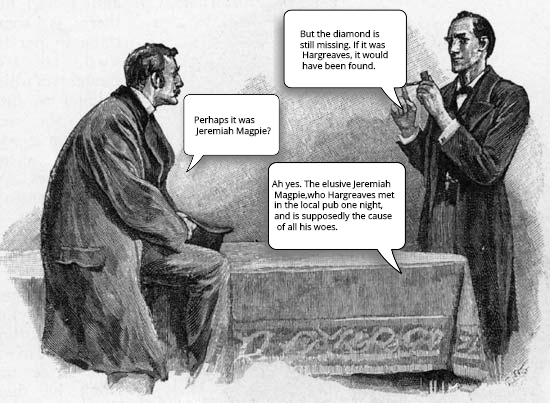 But the diamond is
still missing. If it was
Hargreaves, it would
have been found.
Perhaps it was
Jeremiah Magpie?
Ah yes. The elusive Jeremiah
Magpie,who Hargreaves met
in the local pub one night,
and is supposedly the cause
of all his woes.